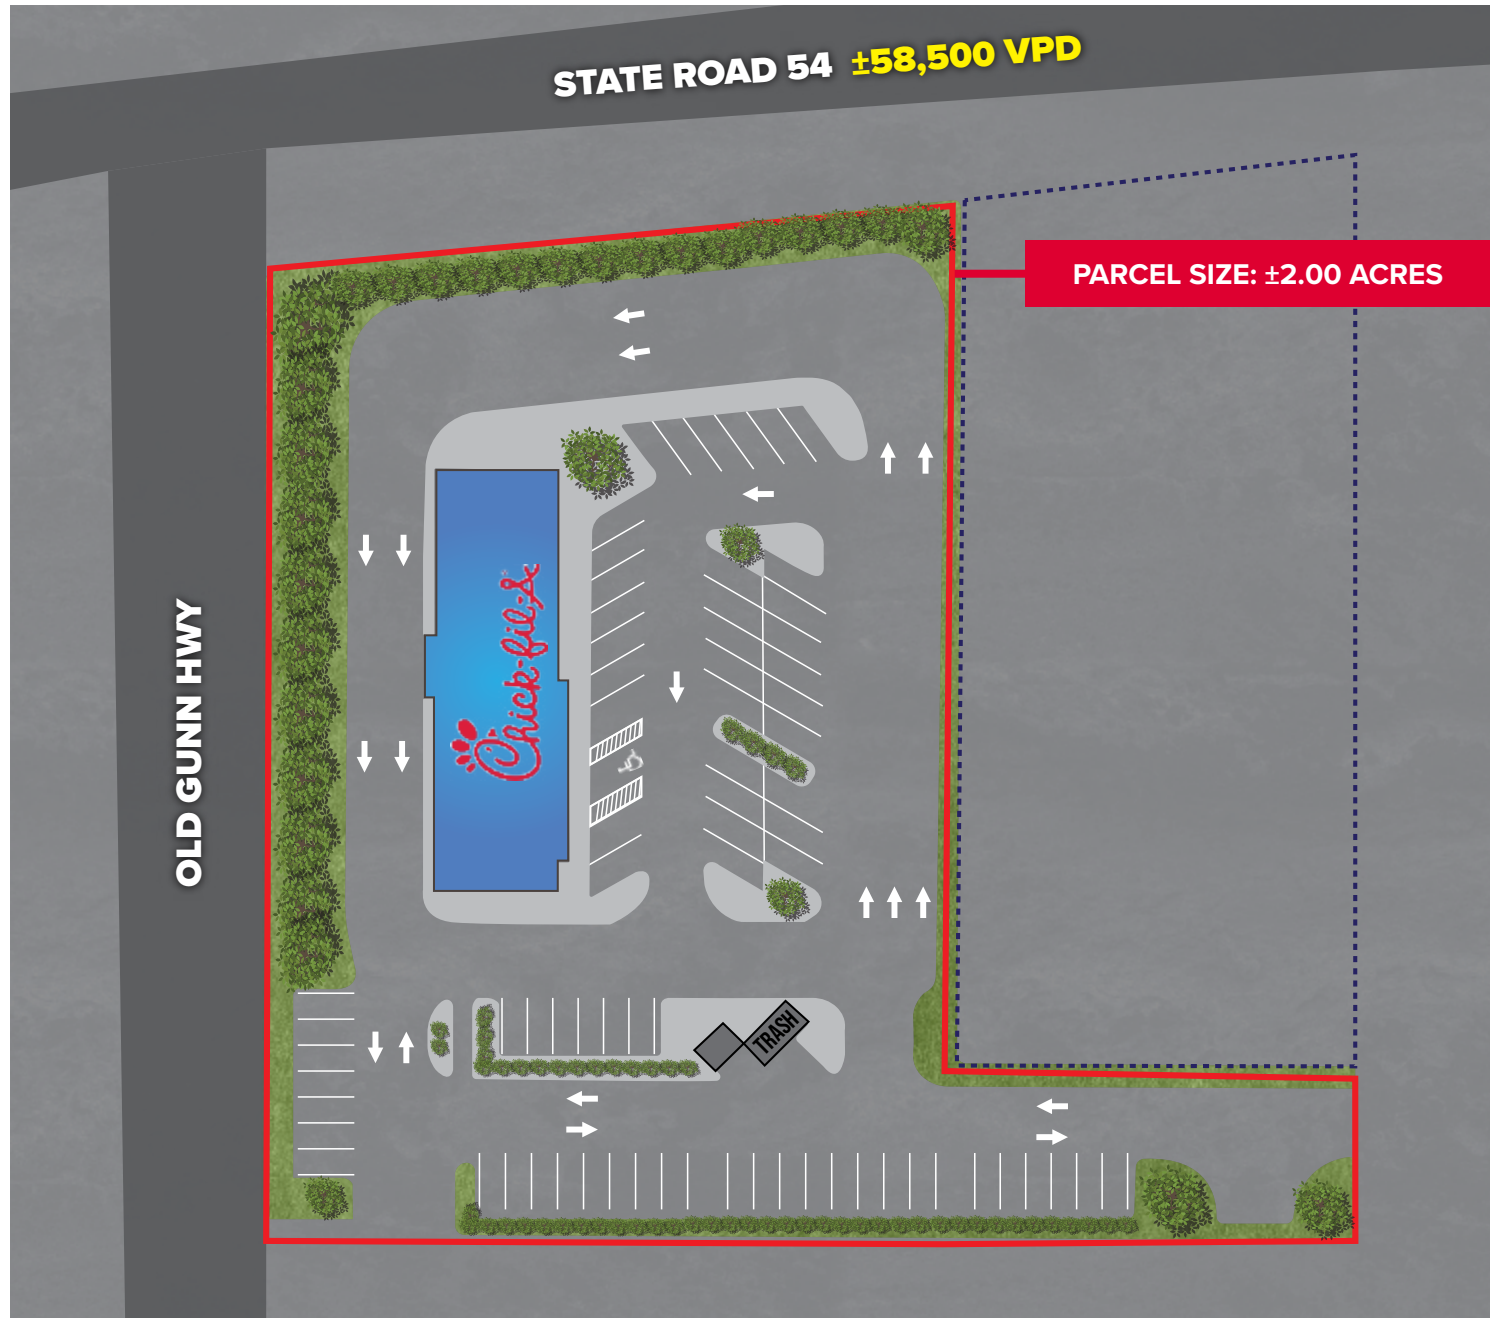 STATE ROAD 54 ±58,500 VPD
PARCEL SIZE: ±2.00 ACRES
OLD GUNN HWY
Chick-fil-A
TRASH